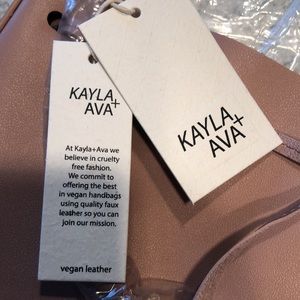 KAYLA+
AVA
At Kayla+Ava we
believe in cruelty
free fashion.
We commit to
offering the best
in vegan handbags
using quality faux
leather so you can
join our mission.
vegan leather
KAYLA+
AVA